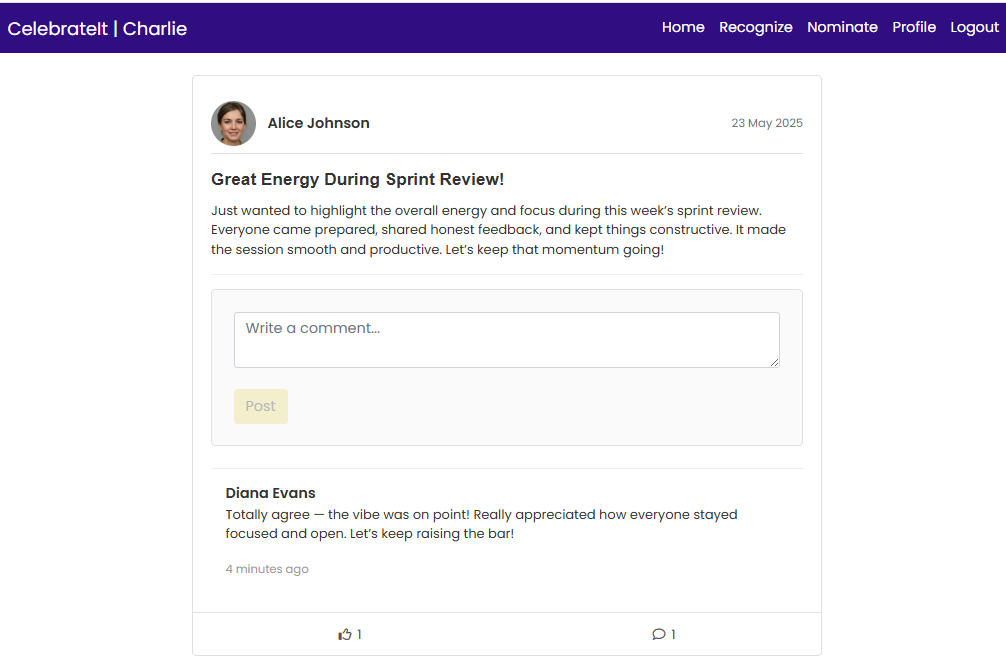 CelebrateIt | Charlie
Home Recognize Nominate Profile Logout
Alice Johnson
23 May 2025
Great Energy During Sprint Review!
Just wanted to highlight the overall energy and focus during this week’s sprint review.
Everyone came prepared, shared honest feedback, and kept things constructive. It made
the session smooth and productive. Let’s keep that momentum going!
Write a comment...
Post
Diana Evans
Totally agree — the vibe was on point! Really appreciated how everyone stayed
focused and open. Let’s keep raising the bar!
4 minutes ago
1
1